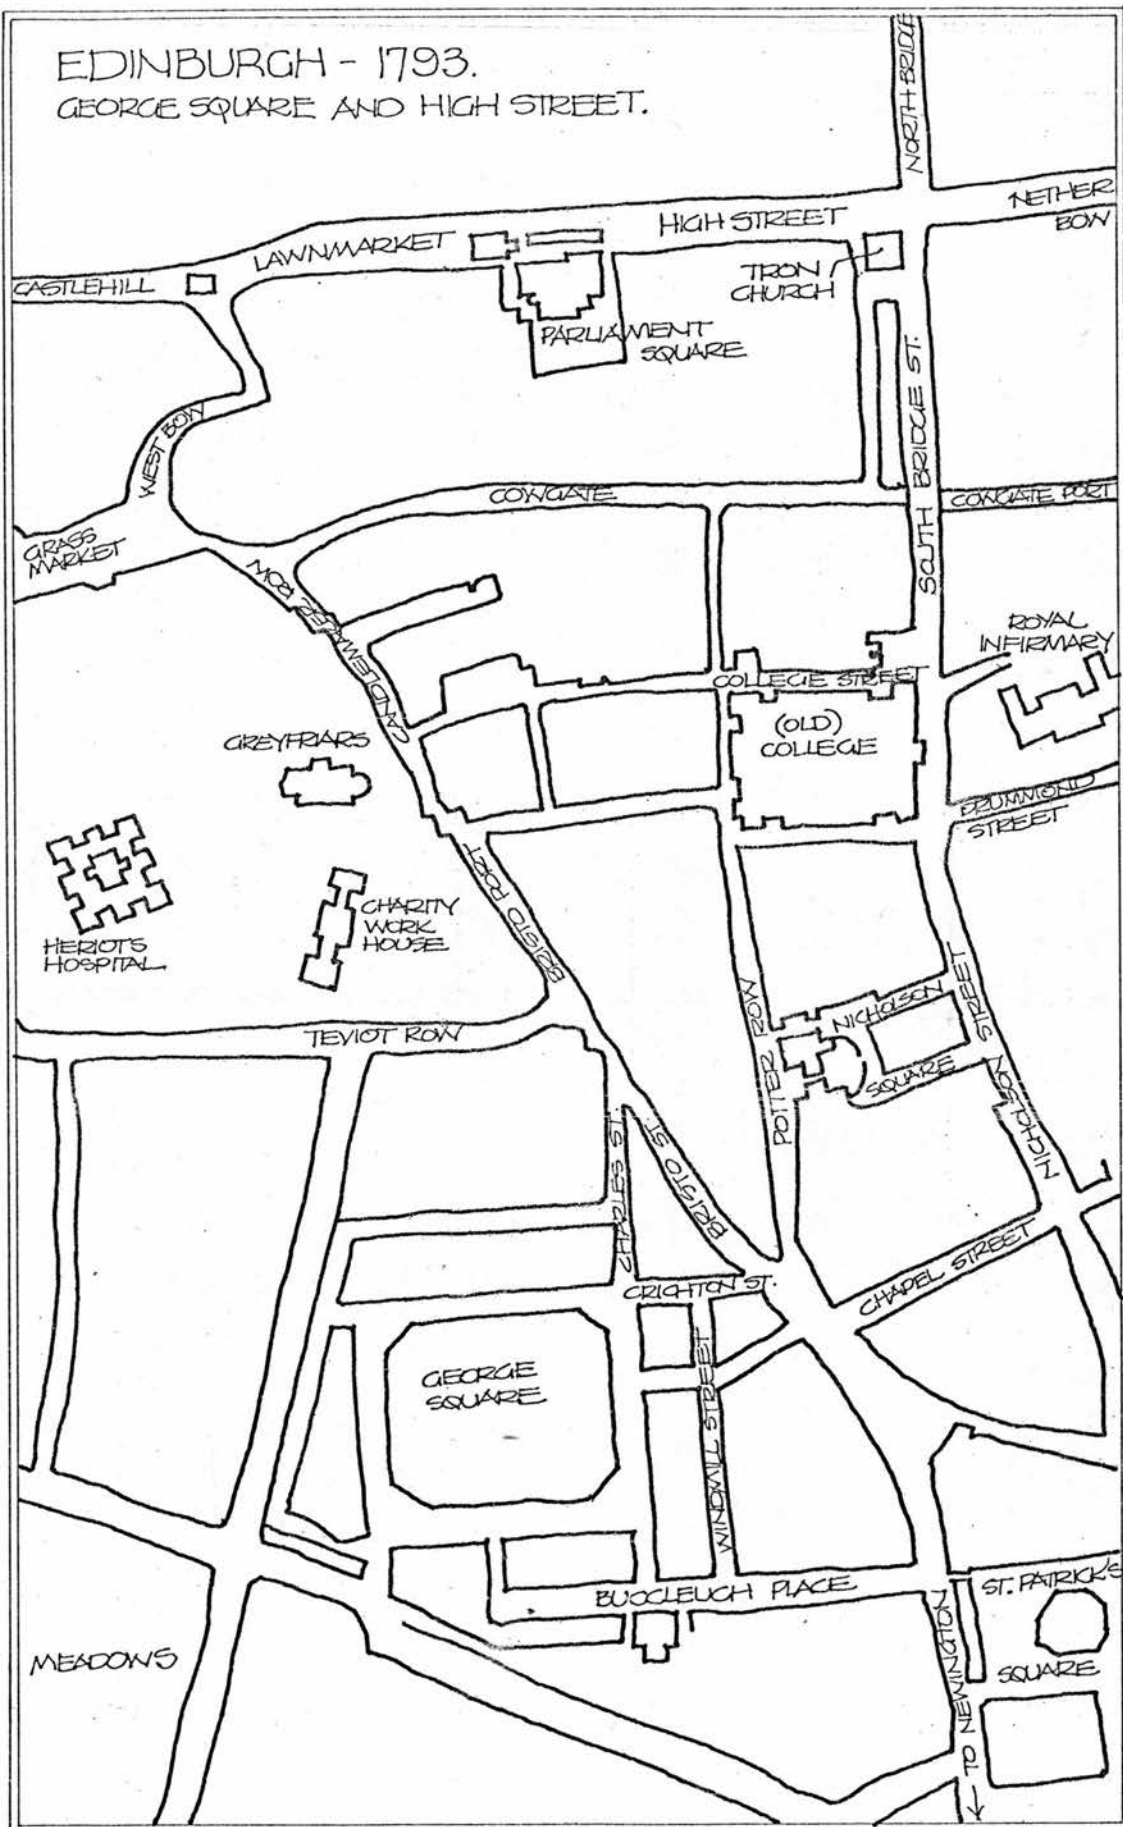 EDINBURGH - 1793.
GEORGE SQUARE AND HIGH STREET.
NORTH BRIDGE
NETHER
BOW
HIGH STREET
LAWNMARKET
CASTLEHILL
TRON
CHURCH
PARLIAMENT
SQUARE
WEST BOW
SOUTH BRIDGE ST.
COWGATE
COWGATE PORT
GRASS
MARKET
CANDLEMAKER ROW
ROYAL
INFIRMARY
COLLEGE STREET
(OLD)
COLLEGE
GREYFRIARS
DRUMMOND
STREET
HERIOT'S
HOSPITAL
CHARITY
WORK
HOUSE
BRISTO PORT
TEVIOT ROW
POTTER ROW
NICHOLSON
SQUARE
NICHOLSON STREET
CHARLES ST.
BRISTO ST.
CRIGHTON ST.
CHAPEL STREET
GEORGE
SQUARE
WINDMILL STREET
BUCCLEUGH PLACE
ST. PATRICK'S
SQUARE
MEADOWS
← TO NEWINGTON